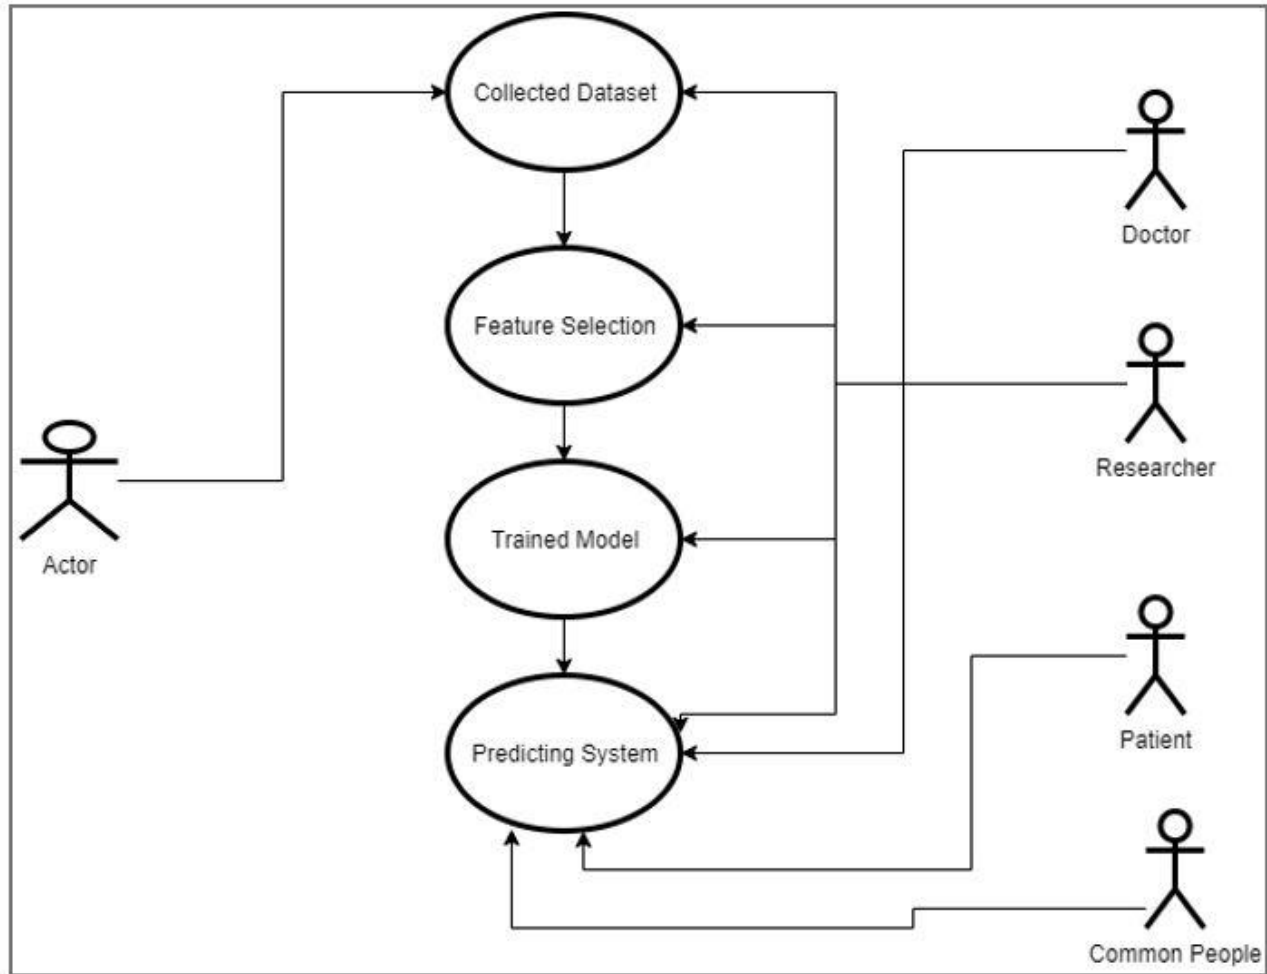 Collected Dataset
Doctor
Feature Selection
Researcher
Trained Model
Actor
Patient
Predicting System
Common People